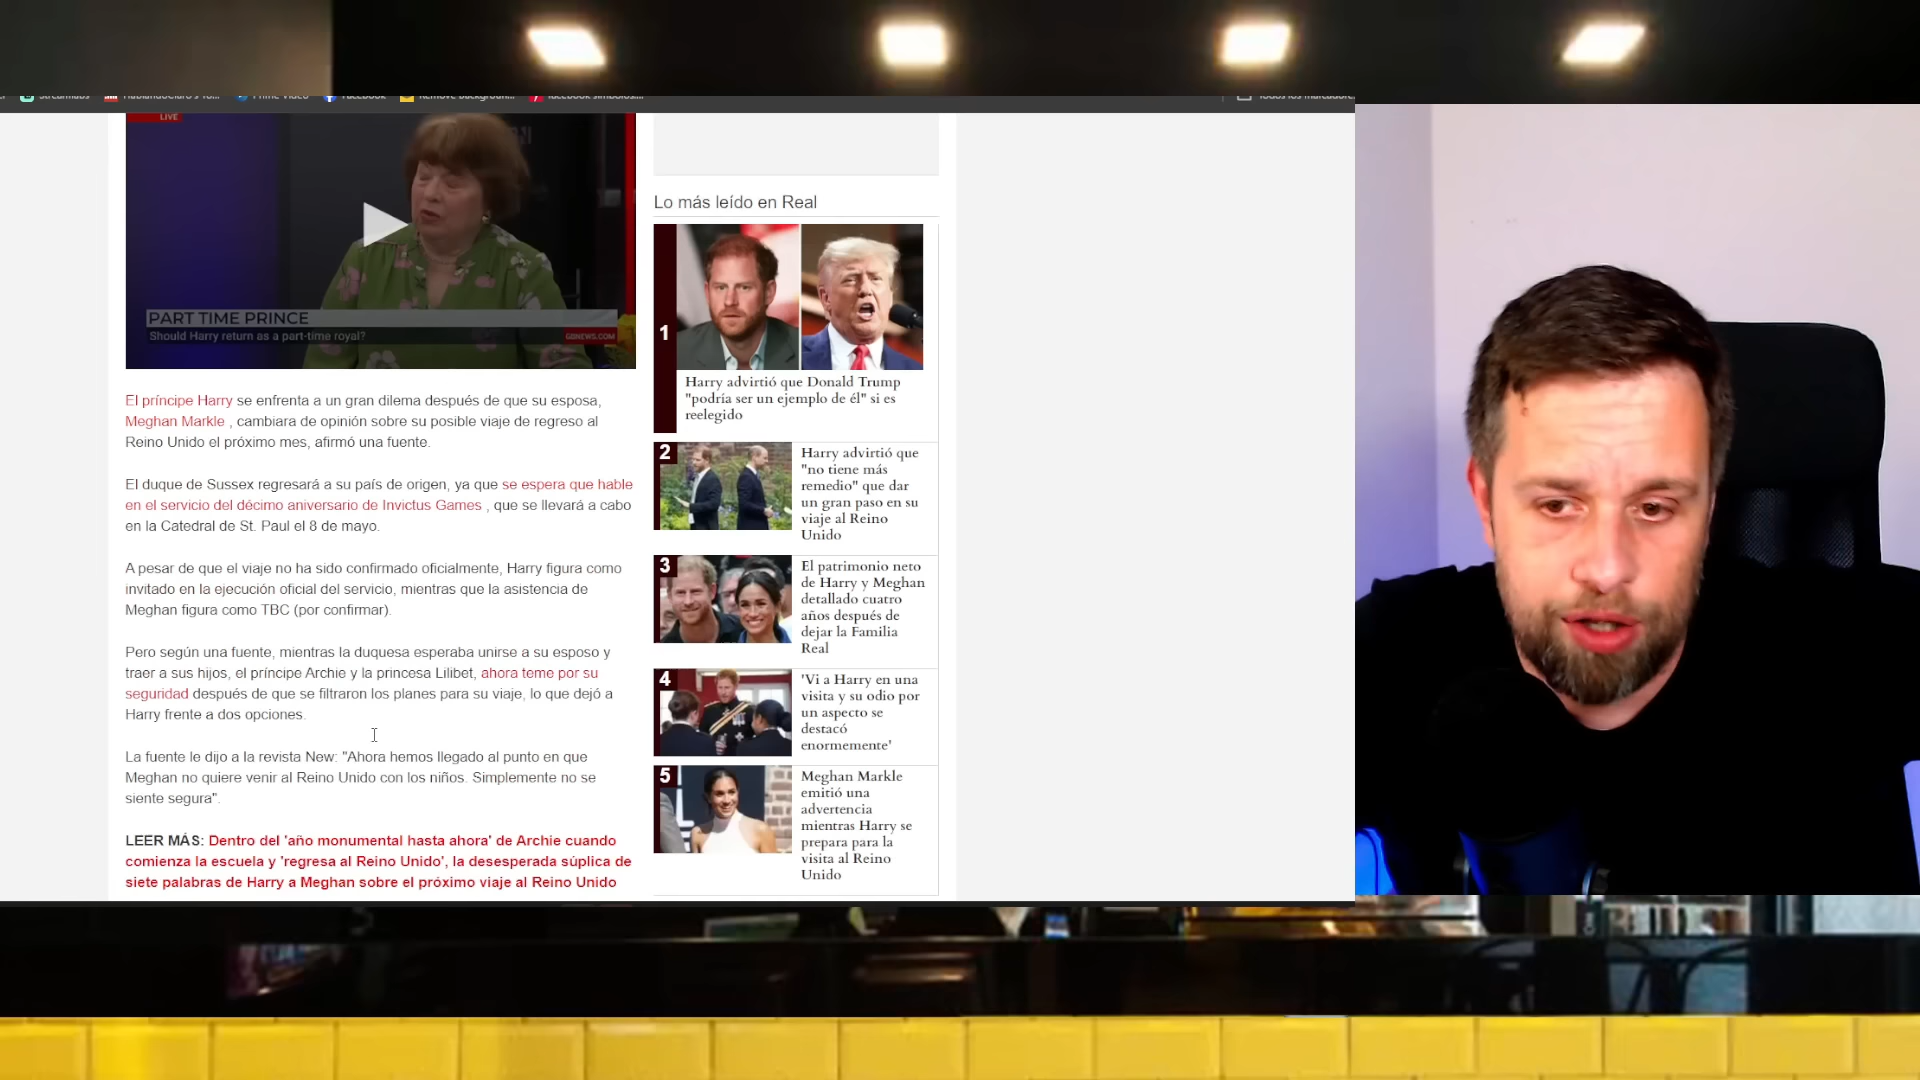 Streamlabs
HablandoClaro's Yo...
Prime Video
Facebook
Remove Backgroun...
facebook simbolos...
Todos los marcadore
LIVE
PART TIME PRINCE
Should Harry return as a part-time royal?
GBNEWS.COM
El príncipe Harry se enfrenta a un gran dilema después de que su esposa,
Meghan Markle , cambiara de opinión sobre su posible viaje de regreso al
Reino Unido el próximo mes, afirmó una fuente.
El duque de Sussex regresará a su país de origen, ya que se espera que hable
en el servicio del décimo aniversario de Invictus Games , que se llevará a cabo
en la Catedral de St. Paul el 8 de mayo.
A pesar de que el viaje no ha sido confirmado oficialmente, Harry figura como
invitado en la ejecución oficial del servicio, mientras que la asistencia de
Meghan figura como TBC (por confirmar).
Pero según una fuente, mientras la duquesa esperaba unirse a su esposo y
traer a sus hijos, el príncipe Archie y la princesa Lilibet, ahora teme por su
seguridad después de que se filtraron los planes para su viaje, lo que dejó a
Harry frente a dos opciones.
La fuente le dijo a la revista New: "Ahora hemos llegado al punto en que
Meghan no quiere venir al Reino Unido con los niños. Simplemente no se
siente segura".
LEER MÁS: Dentro del 'año monumental hasta ahora' de Archie cuando
comienza la escuela y 'regresa al Reino Unido', la desesperada súplica de
siete palabras de Harry a Meghan sobre el próximo viaje al Reino Unido
Lo más leído en Real
1
Harry advirtió que Donald Trump
"podría ser un ejemplo de él" si es
reelegido
2
Harry advirtió que
"no tiene más
remedio" que dar
un gran paso en su
viaje al Reino
Unido
3
El patrimonio neto
de Harry y Meghan
detallado cuatro
años después de
dejar la Familia
Real
4
'Vi a Harry en una
visita y su odio por
un aspecto se
destacó
enormemente'
5
Meghan Markle
emitió una
advertencia
mientras Harry se
prepara para la
visita al Reino
Unido